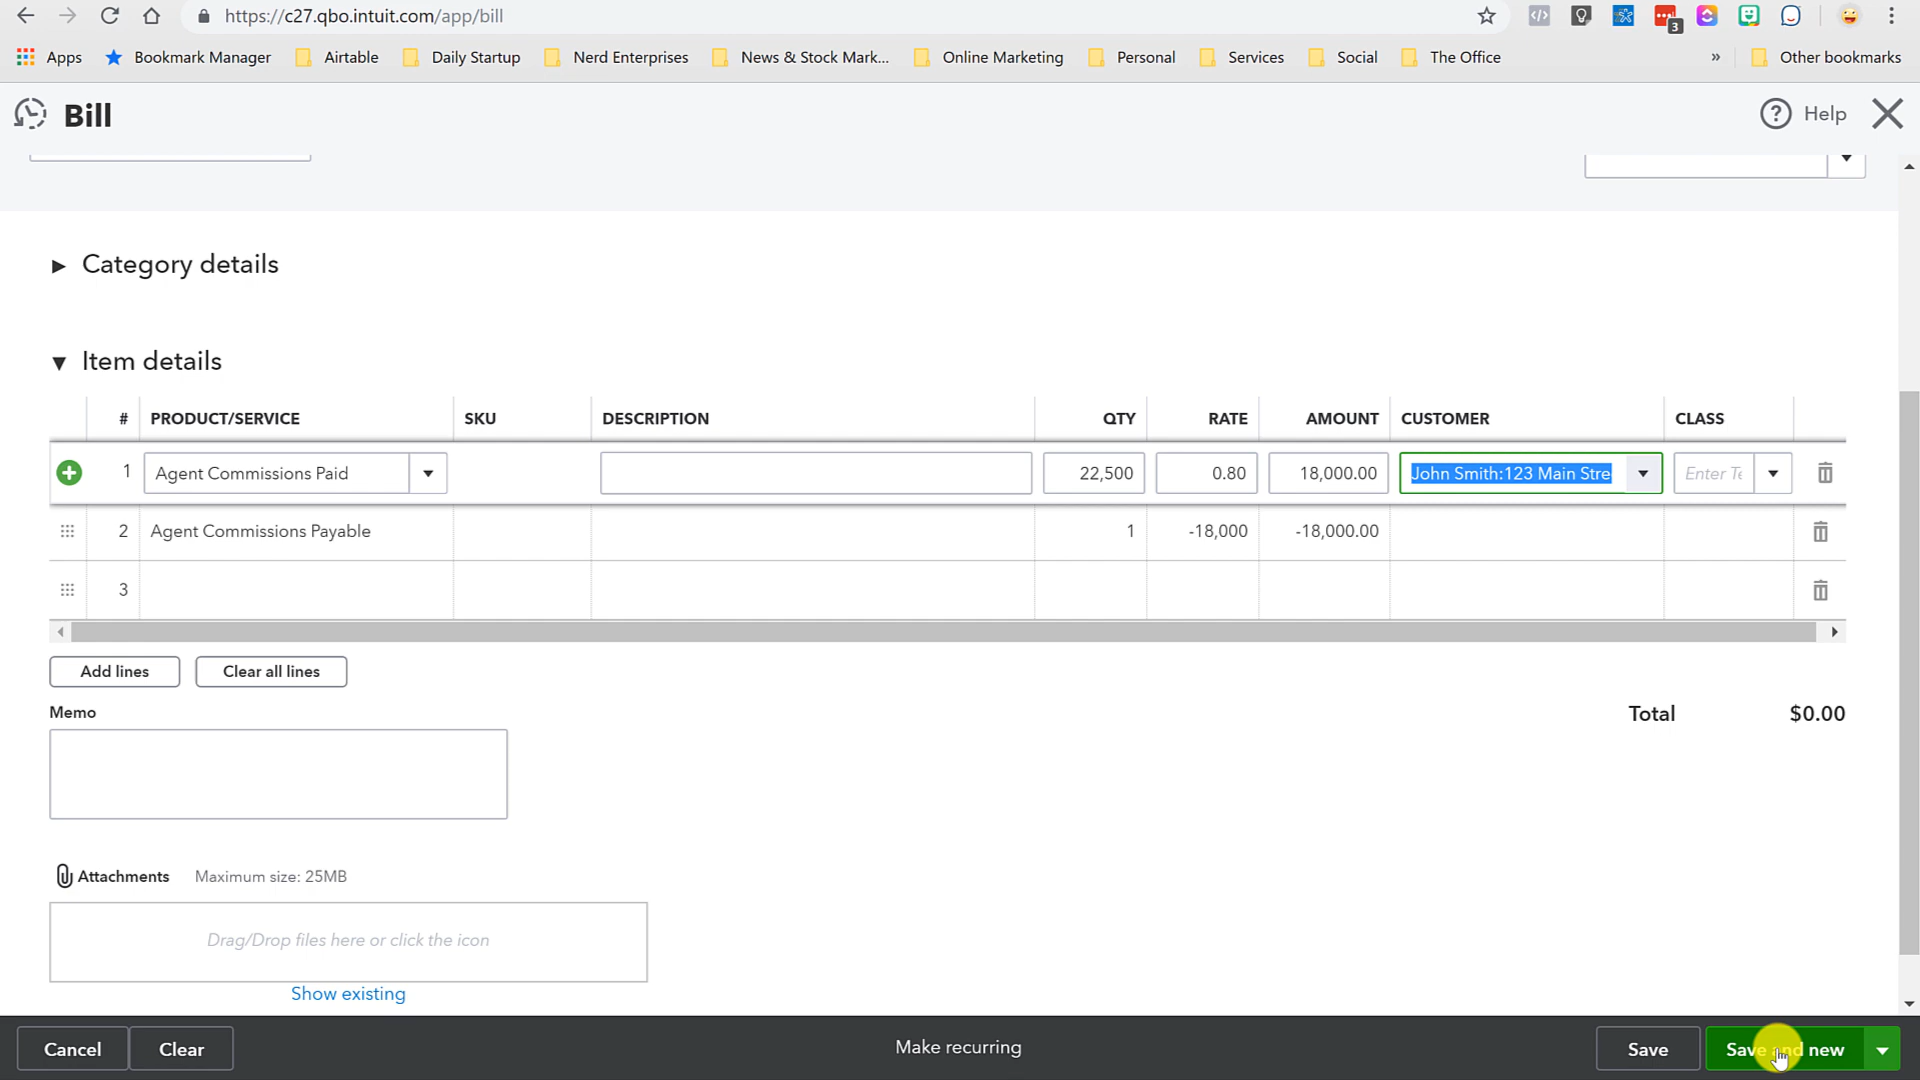 https://c27.qbo.intuit.com/app/bill
3
Apps Bookmark Manager Airtable Daily Startup Nerd Enterprises News & Stock Mark... Online Marketing Personal Services Social The Office » Other bookmarks
Bill
? Help
Category details
Item details
# PRODUCT/SERVICE SKU DESCRIPTION QTY RATE AMOUNT CUSTOMER CLASS
1 Agent Commissions Paid 22,500 0.80 18,000.00 John Smith:123 Main Stre Enter Te
2 Agent Commissions Payable 1 -18,000 -18,000.00
3
Add lines Clear all lines
Memo
Total $0.00
Attachments Maximum size: 25MB
Drag/Drop files here or click the icon
Show existing
Cancel Clear Make recurring Save Save and new